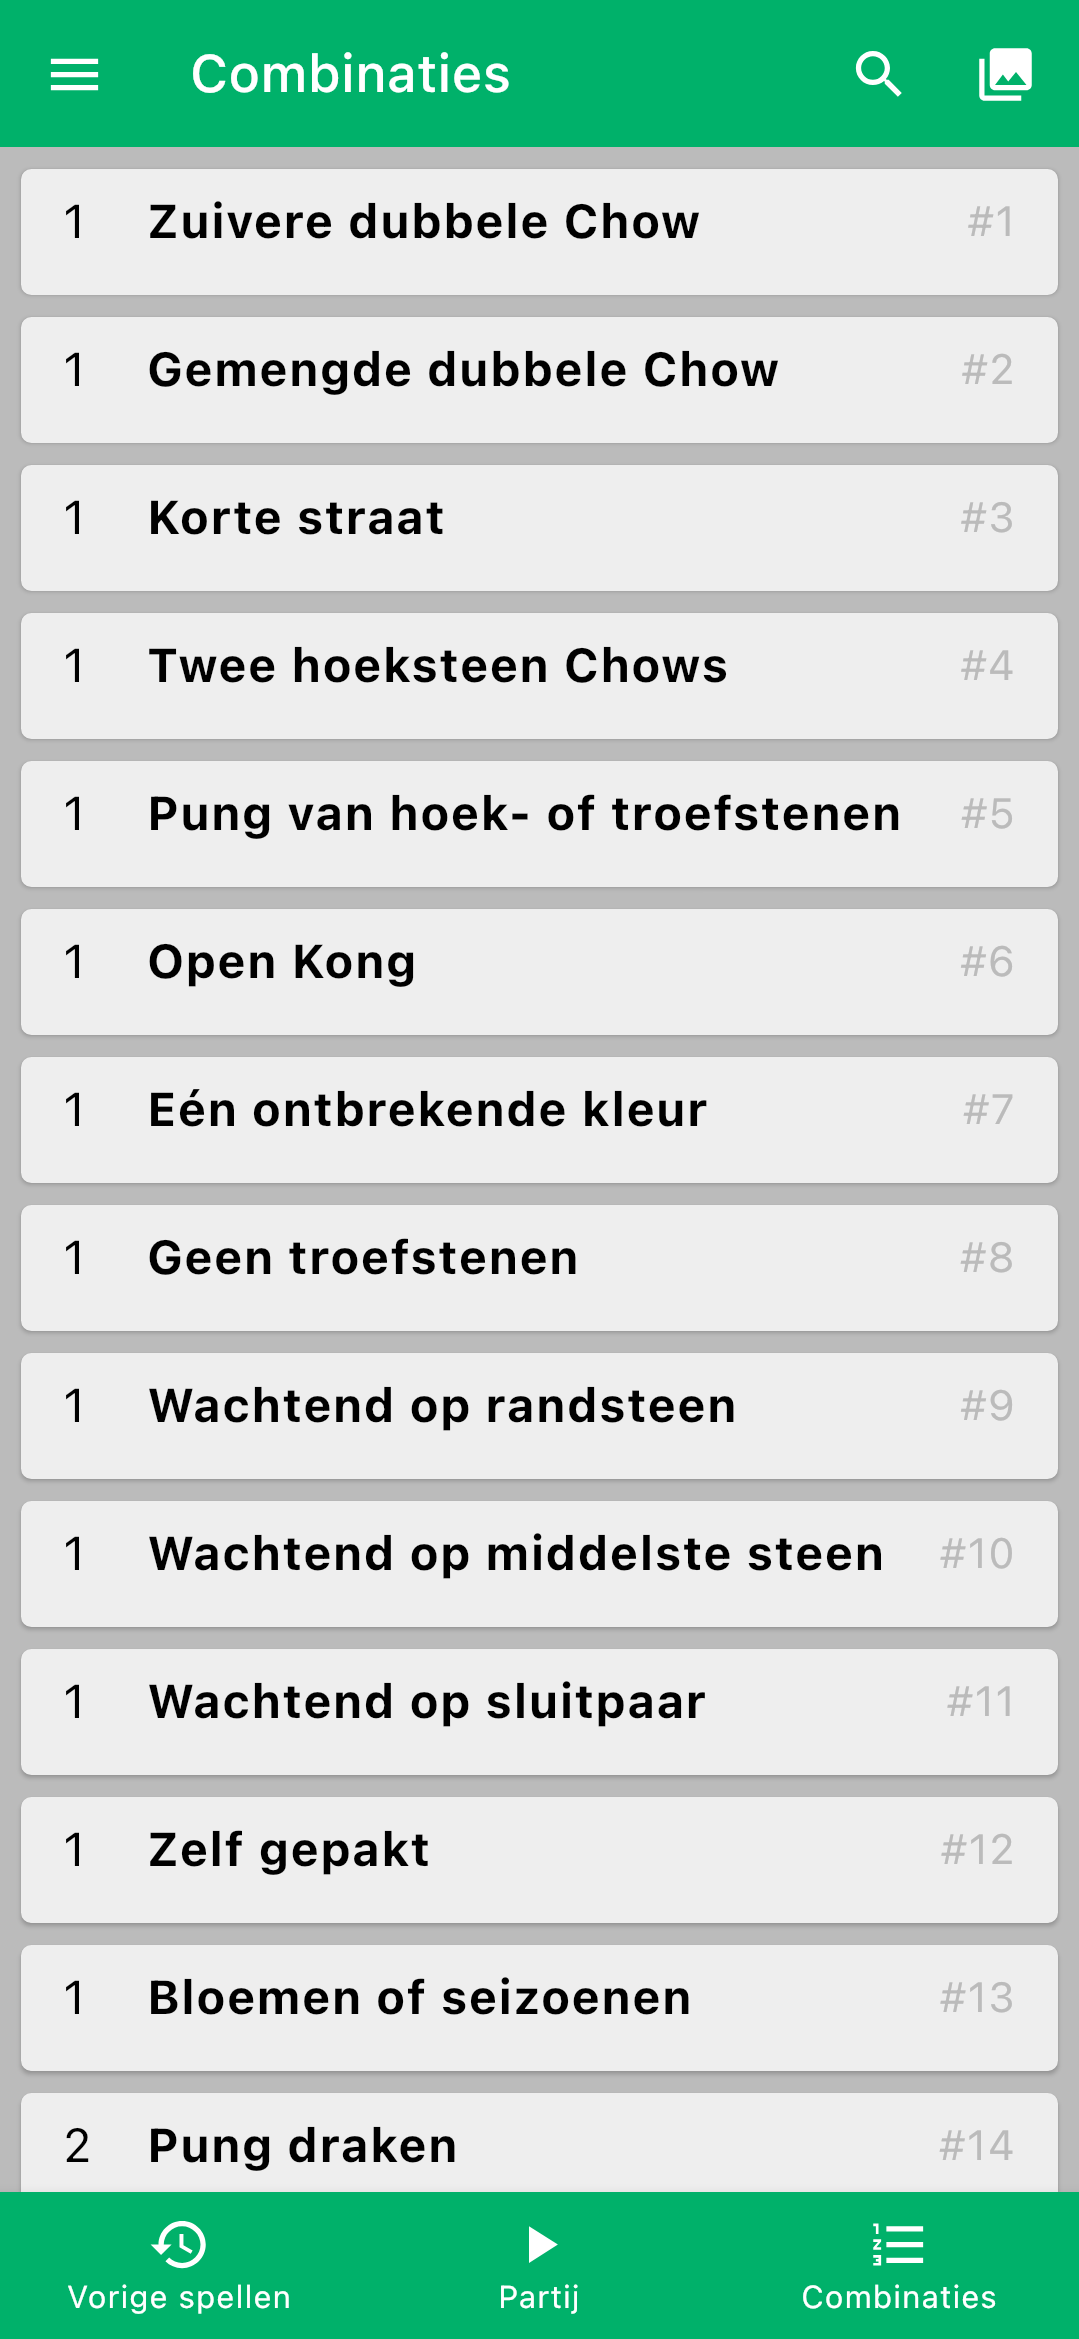 Combinaties
1 Zuivere dubbele Chow #1
1 Gemengde dubbele Chow #2
1 Korte straat #3
1 Twee hoeksteen Chows #4
1 Pung van hoek- of troefstenen #5
1 Open Kong #6
1 Eén ontbrekende kleur #7
1 Geen troefstenen #8
1 Wachtend op randsteen #9
1 Wachtend op middelste steen #10
1 Wachtend op sluitpaar #11
1 Zelf gepakt #12
1 Bloemen of seizoenen #13
2 Pung draken #14
Vorige spellen Partij Combinaties